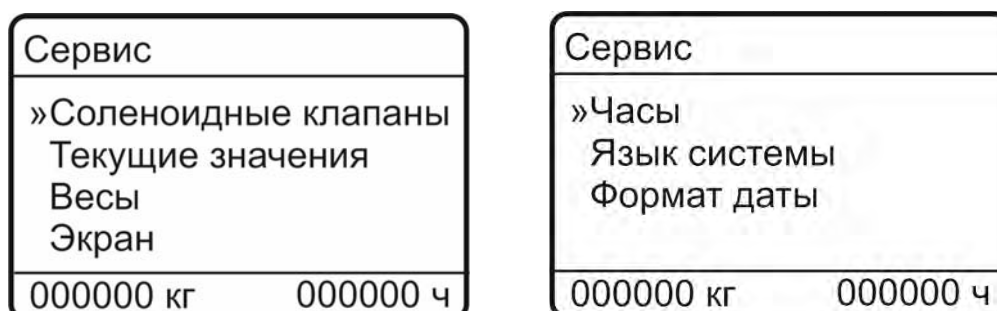 Сервис
»Соленоидные клапаны
Текущие значения
Весы
Экран
000000 кг 000000 ч
Сервис
»Часы
Язык системы
Формат даты
000000 кг 000000 ч